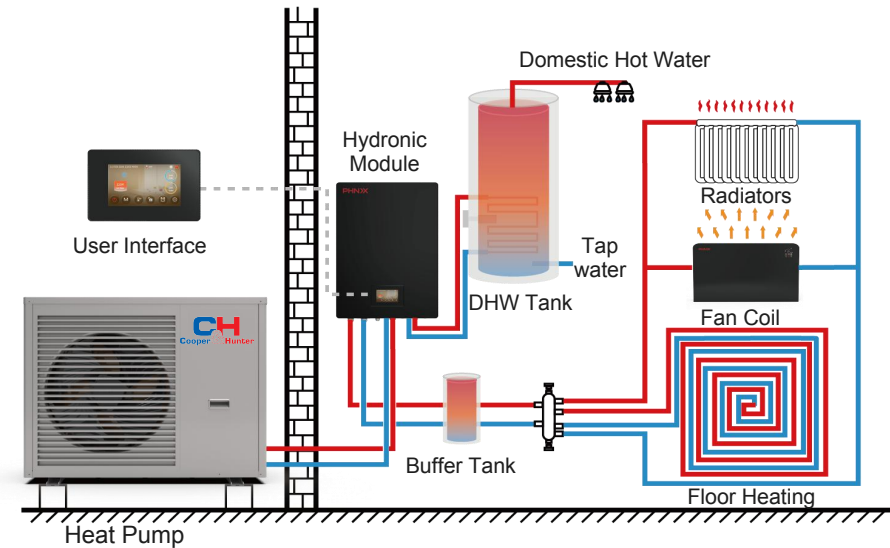 Domestic Hot Water
Hydronic
Module
PHNIX
Radiators
User Interface
Tap
water
DHW Tank
Fan Coil
CH
Cooper Hunter
Buffer Tank
Floor Heating
Heat Pump